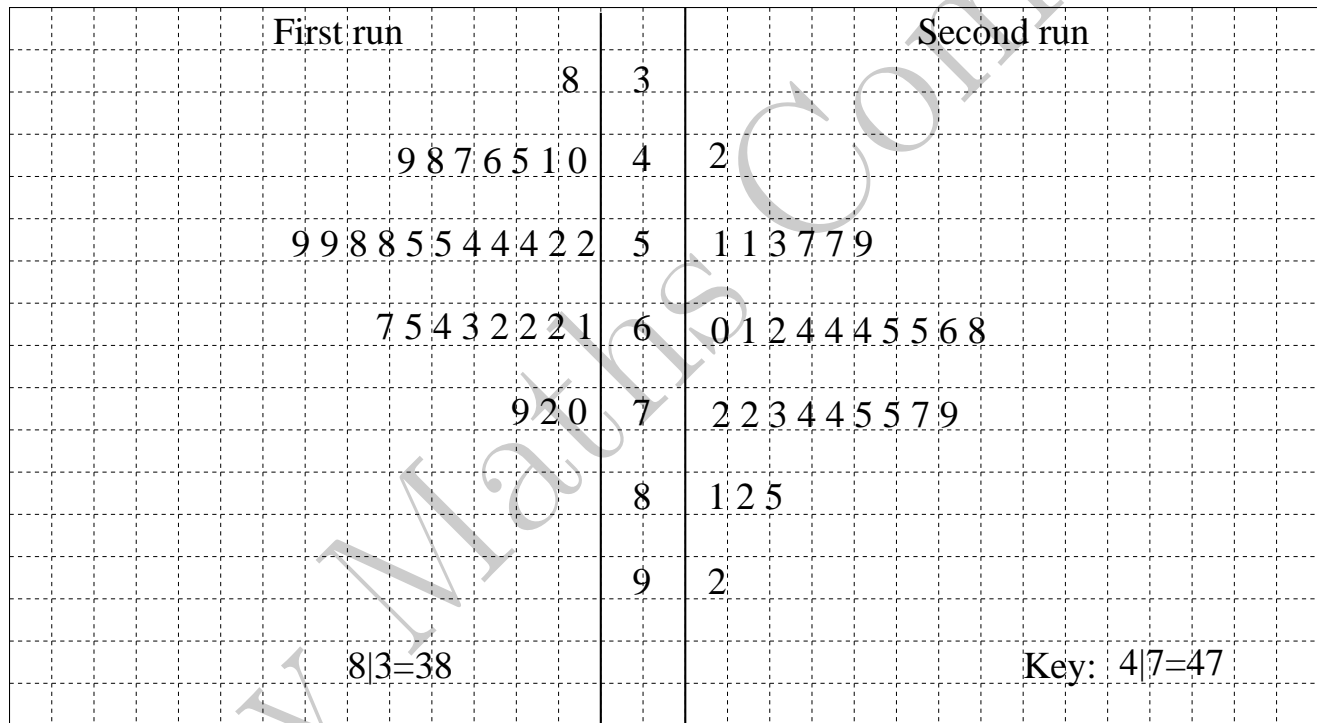 First run Second run
8 3
9 8 7 6 5 1 0 4 2
9 9 8 8 5 5 4 4 4 2 2 5 1 1 3 7 7 9
7 5 4 3 2 2 2 1 6 0 1 2 4 4 4 5 5 6 8
9 2 0 7 2 2 3 4 4 5 5 7 9
8 1 2 5
9 2
8|3=38 Key: 4|7=47
Maths